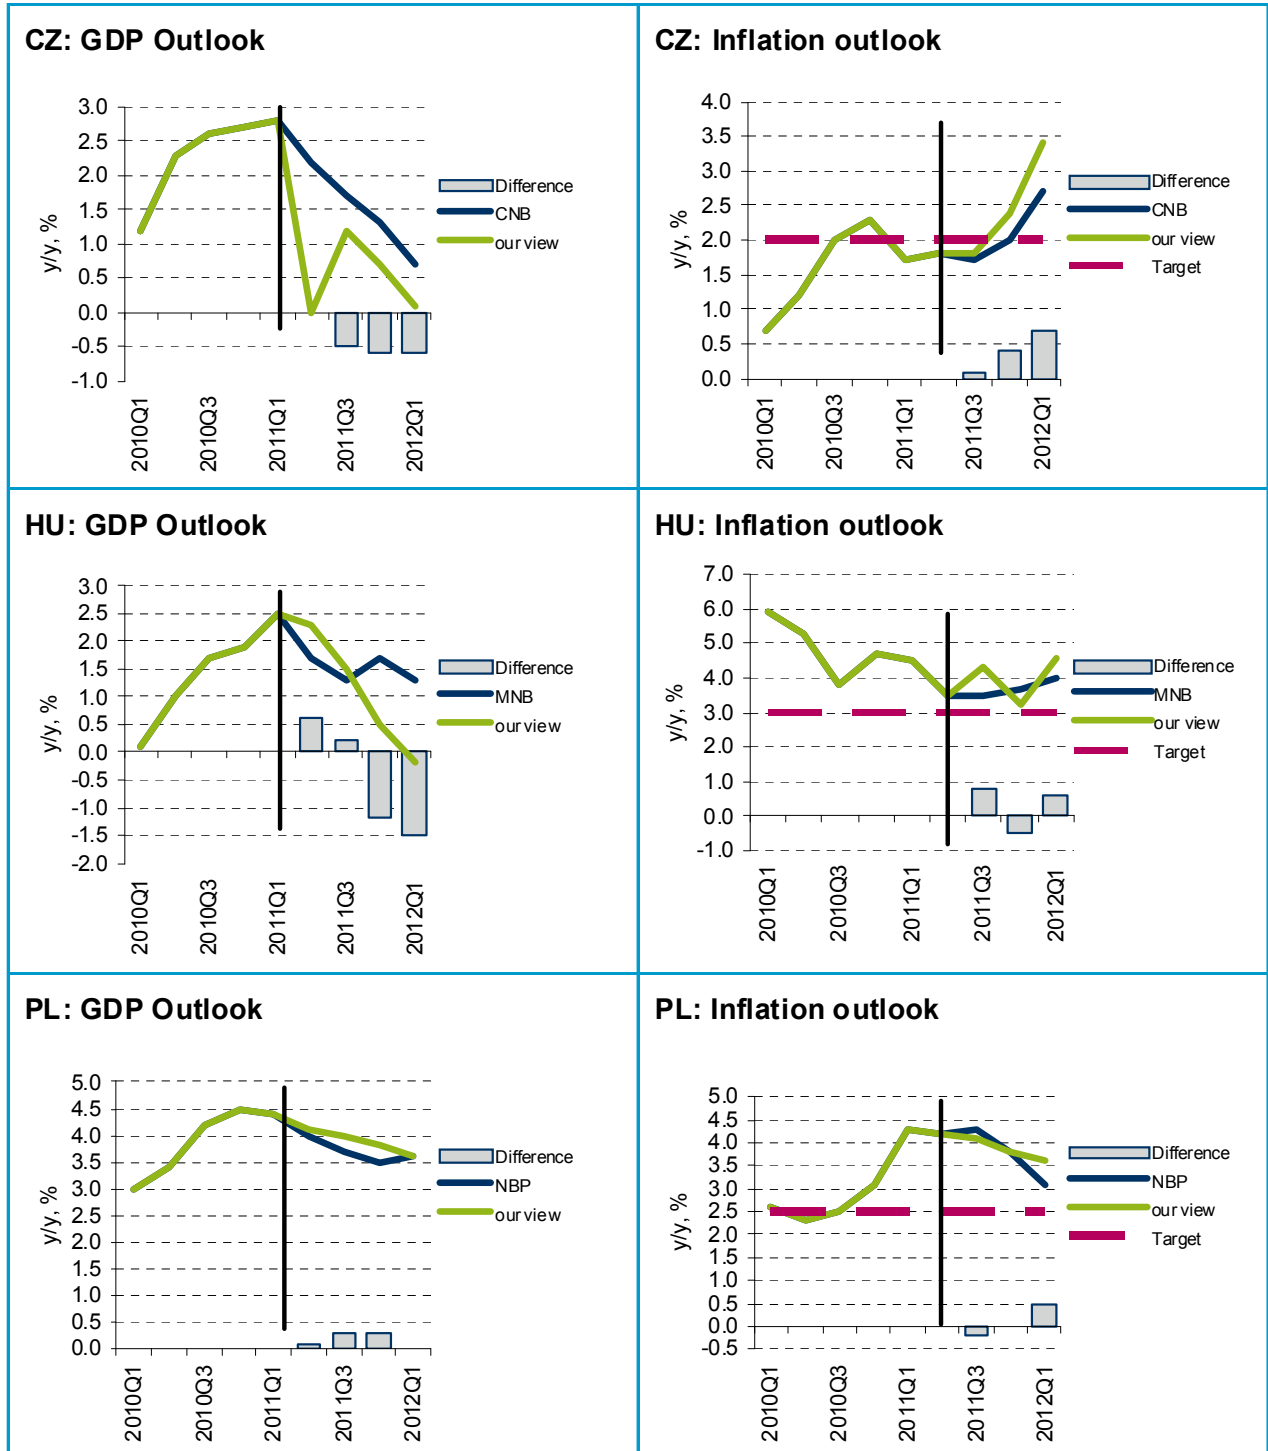 CZ: GDP Outlook
3.0
2.5
2.0
1.5
1.0
0.5
0.0
-0.5
-1.0
y/y, %
2010Q1
2010Q3
2011Q1
2011Q3
2012Q1
Difference
CNB
our view
CZ: Inflation outlook
4.0
3.5
3.0
2.5
2.0
1.5
1.0
0.5
0.0
y/y, %
2010Q1
2010Q3
2011Q1
2011Q3
2012Q1
Difference
CNB
our view
Target
HU: GDP Outlook
3.0
2.5
2.0
1.5
1.0
0.5
0.0
-0.5
-1.0
-1.5
-2.0
y/y, %
2010Q1
2010Q3
2011Q1
2011Q3
2012Q1
Difference
MNB
our view
HU: Inflation outlook
7.0
6.0
5.0
4.0
3.0
2.0
1.0
0.0
-1.0
y/y, %
2010Q1
2010Q3
2011Q1
2011Q3
2012Q1
Difference
MNB
our view
Target
PL: GDP Outlook
5.0
4.5
4.0
3.5
3.0
2.5
2.0
1.5
1.0
0.5
0.0
y/y, %
2010Q1
2010Q3
2011Q1
2011Q3
2012Q1
Difference
NBP
our view
PL: Inflation outlook
5.0
4.5
4.0
3.5
3.0
2.5
2.0
1.5
1.0
0.5
0.0
-0.5
y/y, %
2010Q1
2010Q3
2011Q1
2011Q3
2012Q1
Difference
NBP
our view
Target